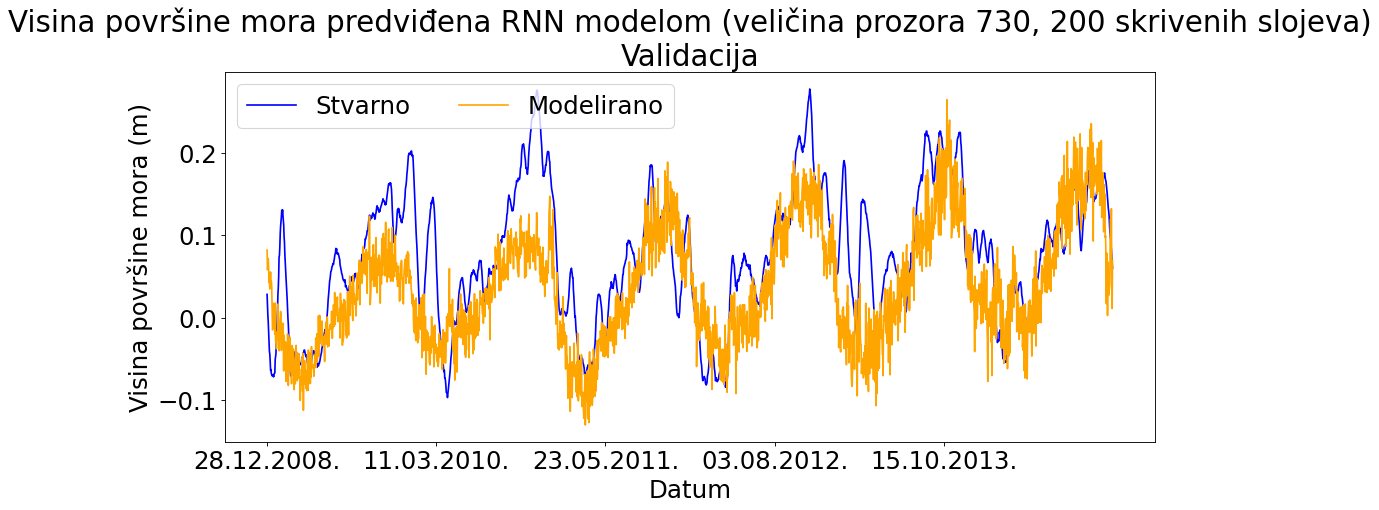 Visina površine mora predviđena RNN modelom (veličina prozora 730, 200 skrivenih slojeva)
Validacija
Stvarno
Modelirano
Visina površine mora (m)
0.2
0.1
0.0
−0.1
28.12.2008.
11.03.2010.
23.05.2011.
03.08.2012.
15.10.2013.
Datum